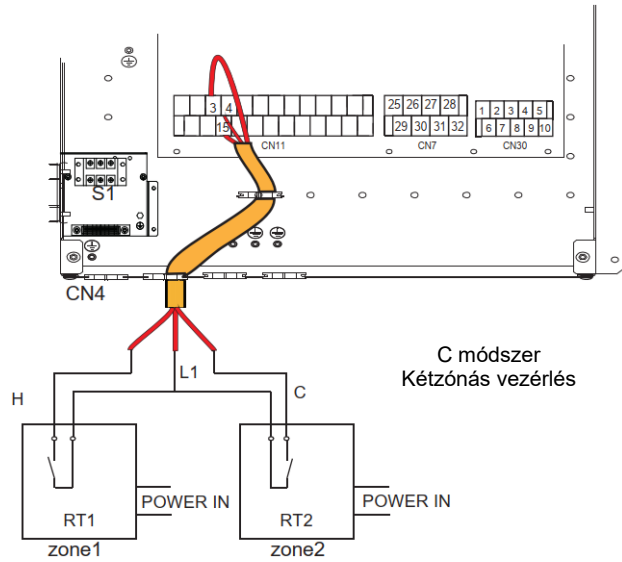 25 26 27 28
3 4
1 2 3 4 5
15
29 30 31 32
6 7 8 9 10
CN11
CN7
CN30
S1
CN4
C módszer
Kétzónás vezérlés
L1
H
C
POWER IN
POWER IN
RT1
RT2
zone1
zone2